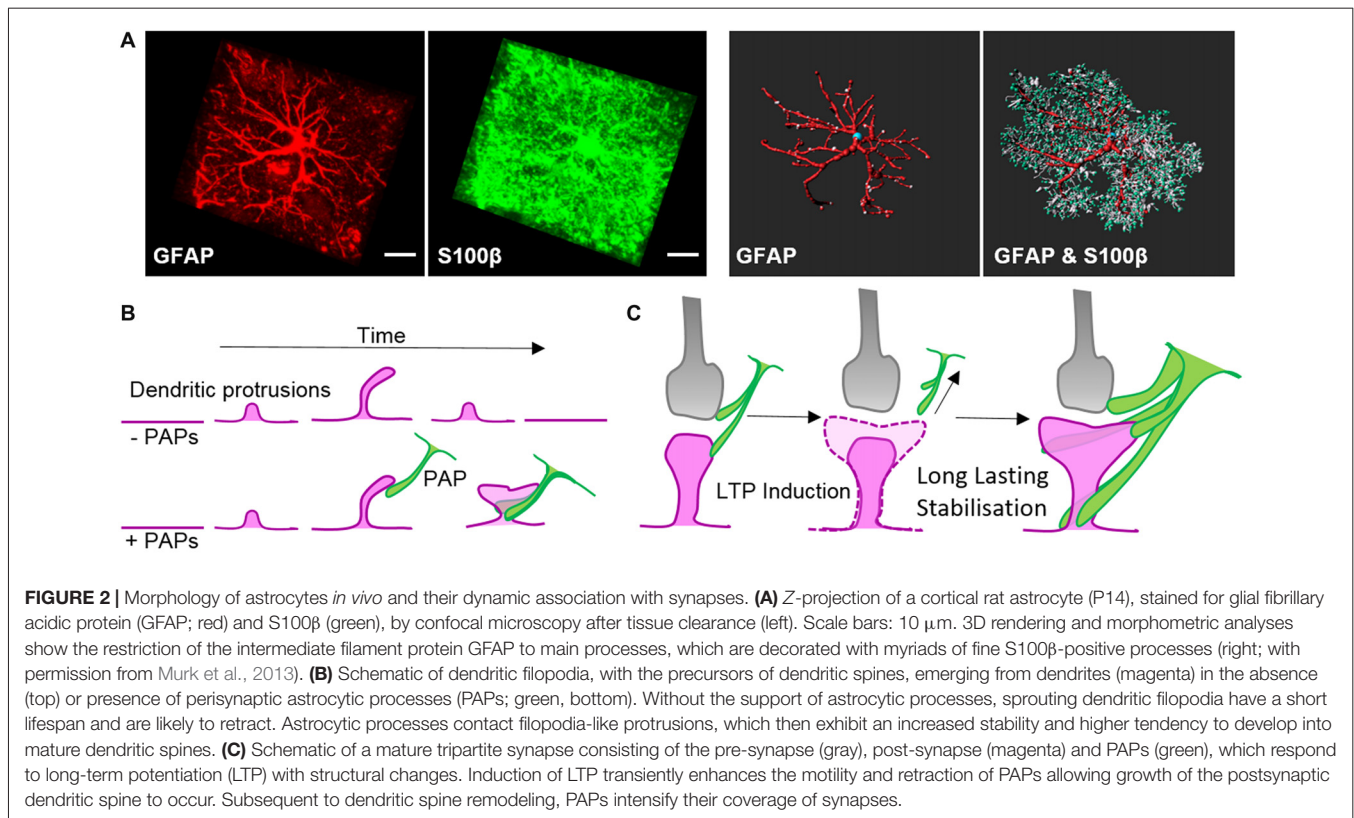 A
GFAP
S100β
GFAP
GFAP & S100β
B
Time
Dendritic protrusions
- PAPs
PAP
+ PAPs
C
LTP Induction
Long Lasting
Stabilisation
FIGURE 2 | Morphology of astrocytes in vivo and their dynamic association with synapses. (A) Z-projection of a cortical rat astrocyte (P14), stained for glial fibrillary
acidic protein (GFAP; red) and S100β (green), by confocal microscopy after tissue clearance (left). Scale bars: 10 μm. 3D rendering and morphometric analyses
show the restriction of the intermediate filament protein GFAP to main processes, which are decorated with myriads of fine S100β-positive processes (right; with
permission from Murk et al., 2013). (B) Schematic of dendritic filopodia, with the precursors of dendritic spines, emerging from dendrites (magenta) in the absence
(top) or presence of perisynaptic astrocytic processes (PAPs; green, bottom). Without the support of astrocytic processes, sprouting dendritic filopodia have a short
lifespan and are likely to retract. Astrocytic processes contact filopodia-like protrusions, which then exhibit an increased stability and higher tendency to develop into
mature dendritic spines. (C) Schematic of a mature tripartite synapse consisting of the pre-synapse (gray), post-synapse (magenta) and PAPs (green), which respond
to long-term potentiation (LTP) with structural changes. Induction of LTP transiently enhances the motility and retraction of PAPs allowing growth of the postsynaptic
dendritic spine to occur. Subsequent to dendritic spine remodeling, PAPs intensify their coverage of synapses.